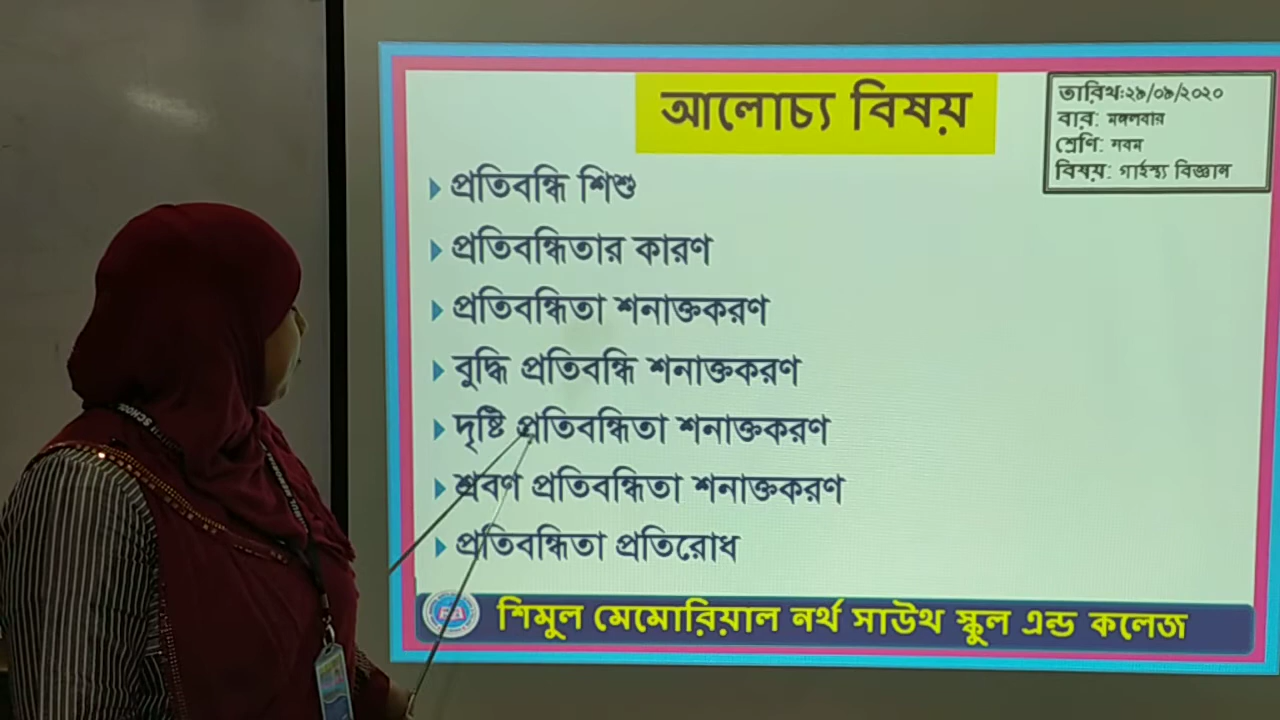 আলোচ্য বিষয়
তারিখ:২৯/০৯/২০২০
বার: মঙ্গলবার
শ্রেণি: নবম
বিষয়: গার্হস্থ্য বিজ্ঞান
প্রতিবন্ধি শিশু
প্রতিবন্ধিতার কারণ
প্রতিবন্ধিতা শনাক্তকরণ
বুদ্ধি প্রতিবন্ধি শনাক্তকরণ
দৃষ্টি প্রতিবন্ধিতা শনাক্তকরণ
শ্রবণ প্রতিবন্ধিতা শনাক্তকরণ
প্রতিবন্ধিতা প্রতিরোধ
শিমুল মেমোরিয়াল নর্থ সাউথ স্কুল এন্ড কলেজ
SCHOOL